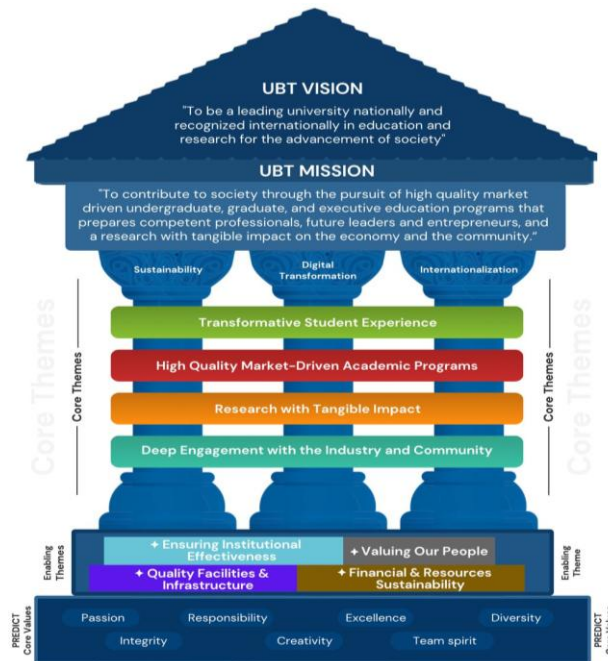 UBT VISION
"To be a leading university nationally and
recognized internationally in education and
research for the advancement of society"
UBT MISSION
"To contribute to society through the pursuit of high quality market
driven undergraduate, graduate, and executive education programs that
prepares competent professionals, future leaders and entrepreneurs, and
a research with tangible impact on the economy and the community."
Sustainability
Digital
Transformation
Internationalization
Core Themes
Core Themes
Transformative Student Experience
High Quality Market-Driven Academic Programs
Research with Tangible Impact
Deep Engagement with the Industry and Community
Core Themes
Core Themes
Enabling
Themes
+ Ensuring Institutional
Effectiveness
+ Valuing Our People
+ Quality Facilities &
Infrastructure
+ Financial & Resources
Sustainability
Enabling
Theme
PREDICT
Core Values
Passion
Responsibility
Excellence
Diversity
Integrity
Creativity
Team spirit
PREDICT